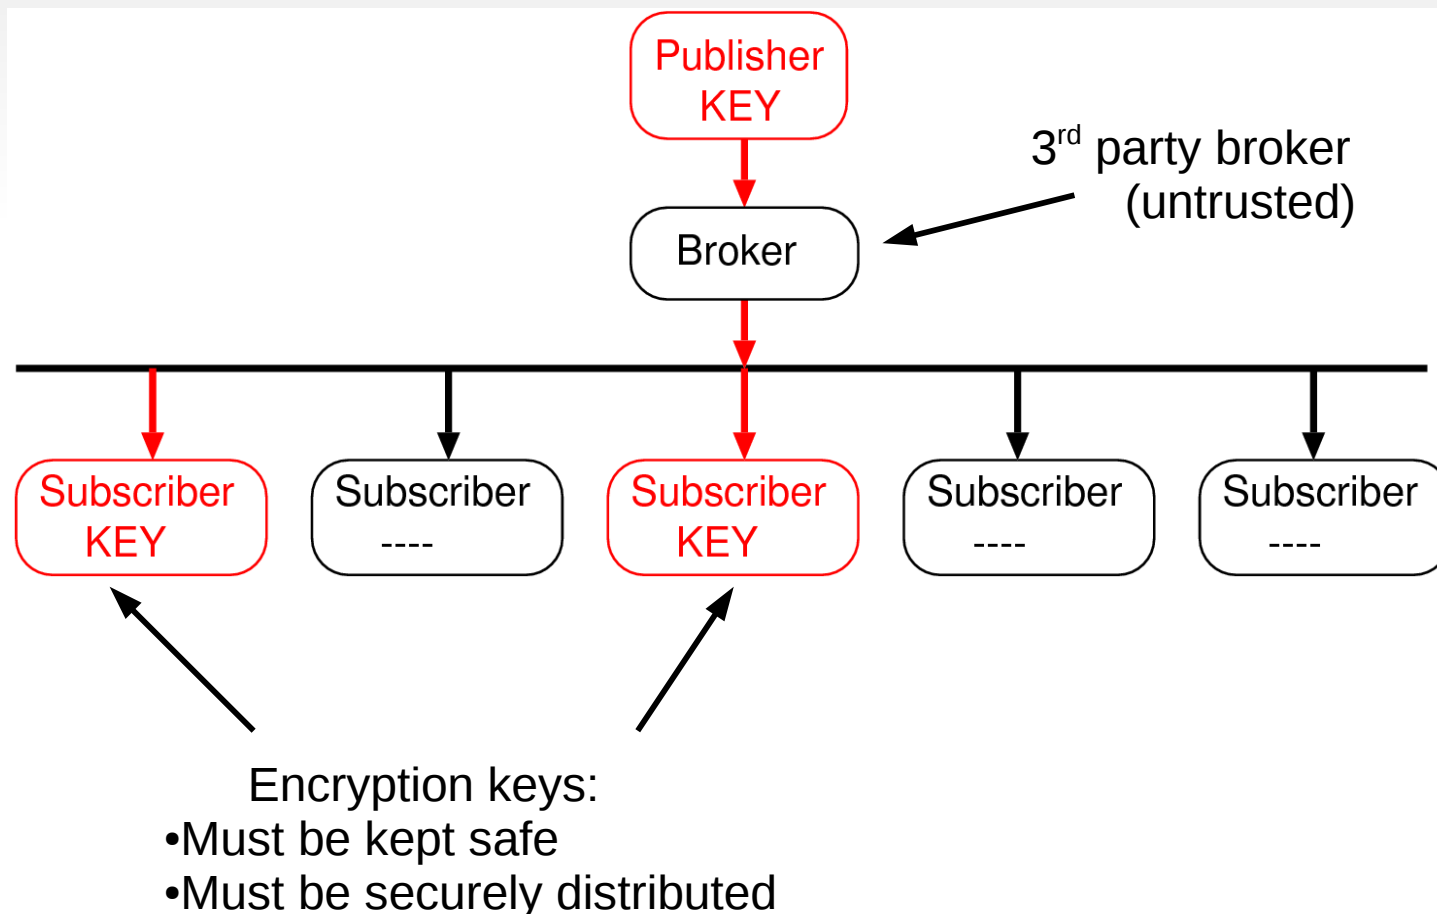 Publisher
KEY
3rd party broker
(untrusted)
Broker
Subscriber
KEY
Subscriber
----
Subscriber
KEY
Subscriber
----
Subscriber
----
Encryption keys:
•Must be kept safe
•Must be securely distributed